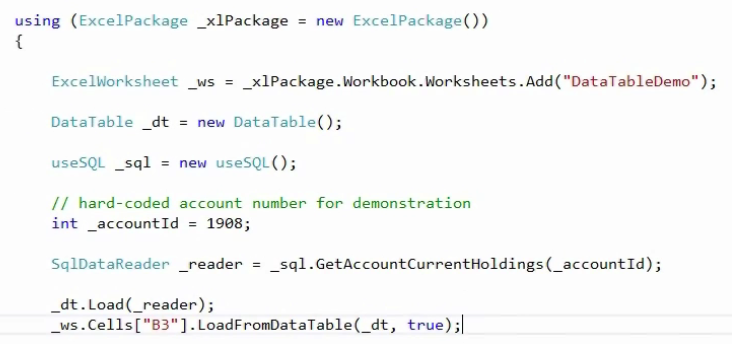 using (ExcelPackage _xlPackage = new ExcelPackage())
{
ExcelWorksheet _ws = _xlPackage.Workbook.Worksheets.Add("DataTableDemo");
DataTable _dt = new DataTable();
useSQL _sql = new useSQL();
// hard-coded account number for demonstration
int _accountId = 1908;
SqlDataReader _reader = _sql.GetAccountCurrentHoldings(_accountId);
_dt.Load(_reader);
_ws.Cells["B3"].LoadFromDataTable(_dt, true);